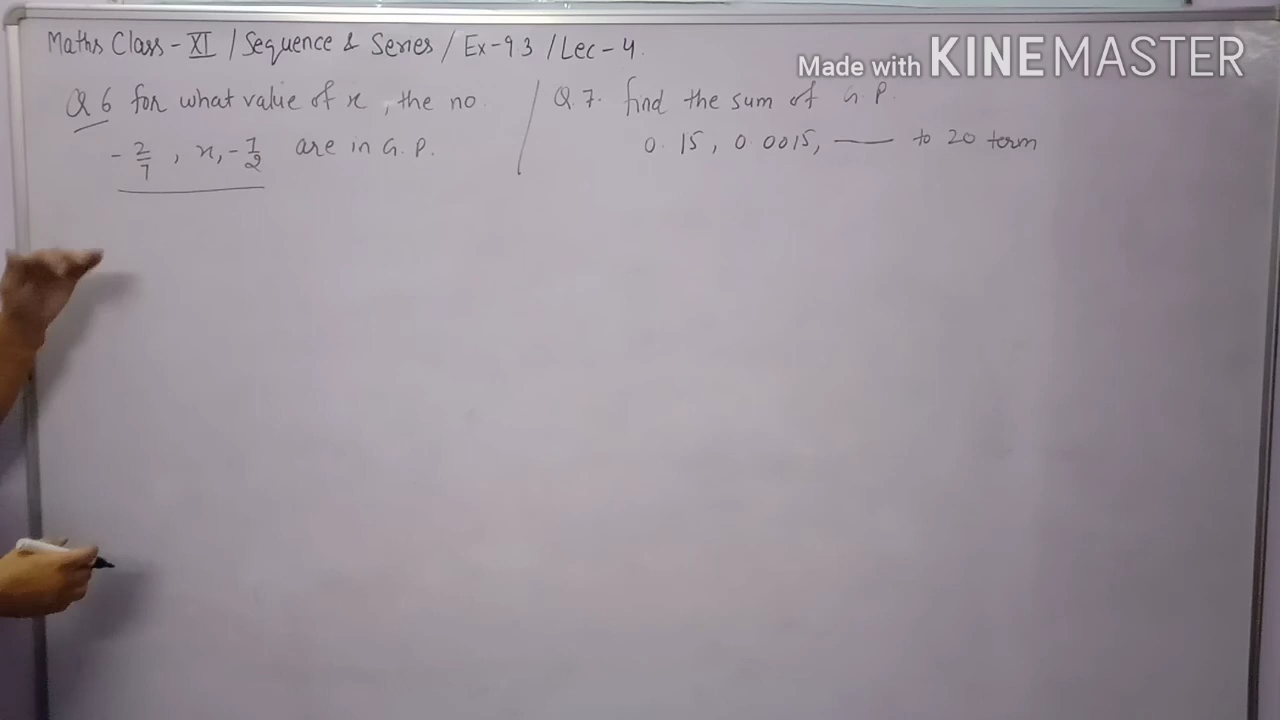 Maths Class - XI / Sequence & Series / Ex-9.3 / Lec-4.
Made with KINEMASTER
Q 6 for what value of x, the no.
- 2/7, x, - 7/2 are in G.P.
Q.7. find the sum of G.P.
0.15, 0.0015, —— to 20 term